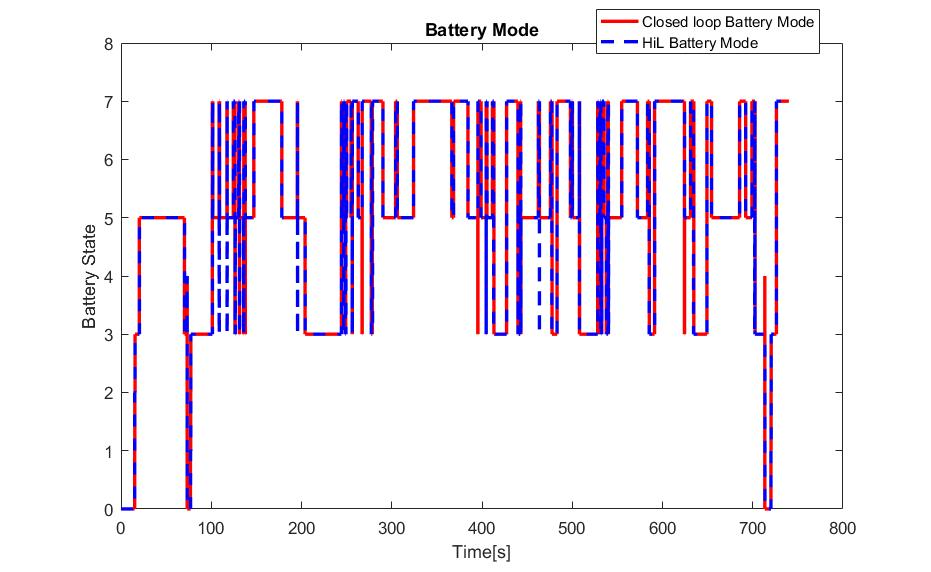 Battery Mode
Closed loop Battery Mode
HiL Battery Mode
8
7
6
5
4
3
2
1
0
Battery State
0 100 200 300 400 500 600 700 800
Time[s]